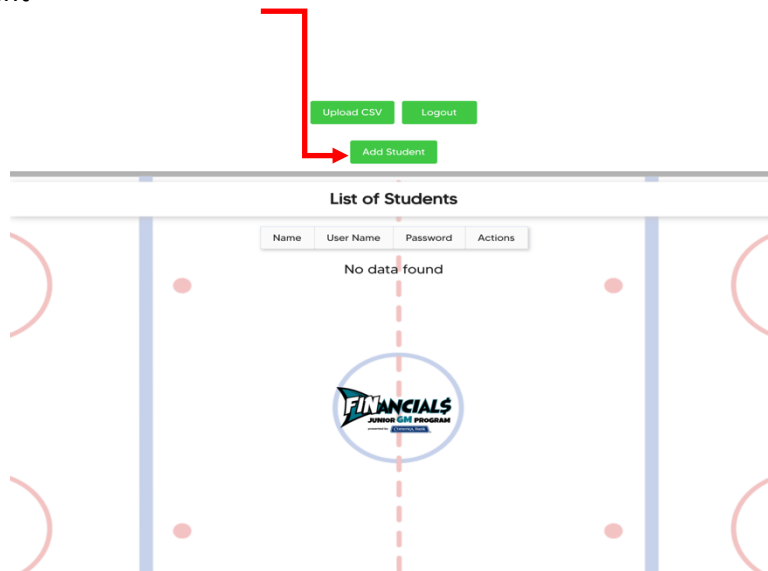 Upload CSV Logout
Add Student
List of Students
Name User Name Password Actions
No data found
FINANCIAL$
JUNIOR GM PROGRAM